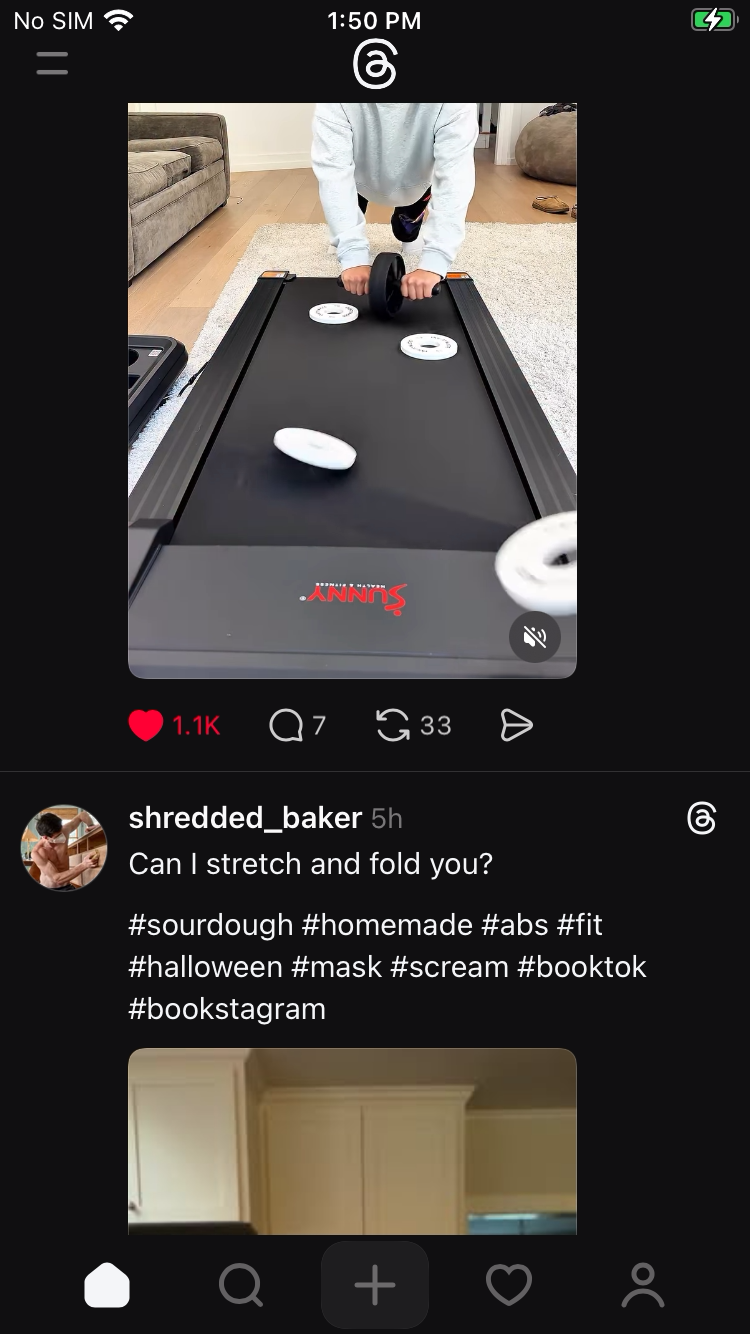 No SIM 1:50 PM
SUNNY
HEALTH & FITNESS
1.1K 7 33
shredded_baker 5h
Can I stretch and fold you?
#sourdough #homemade #abs #fit
#halloween #mask #scream #booktok
#bookstagram